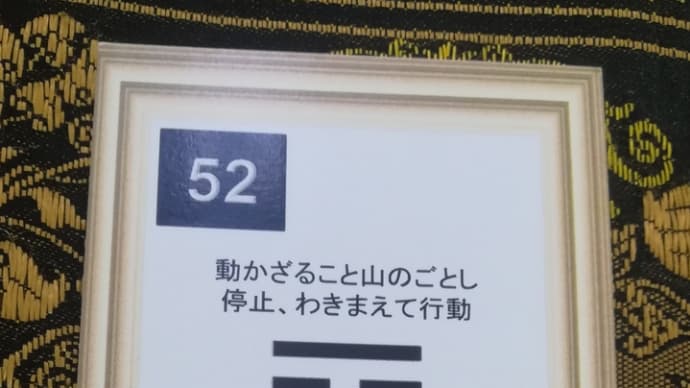 52
動かざること山のごとし
停止、わきまえて行動